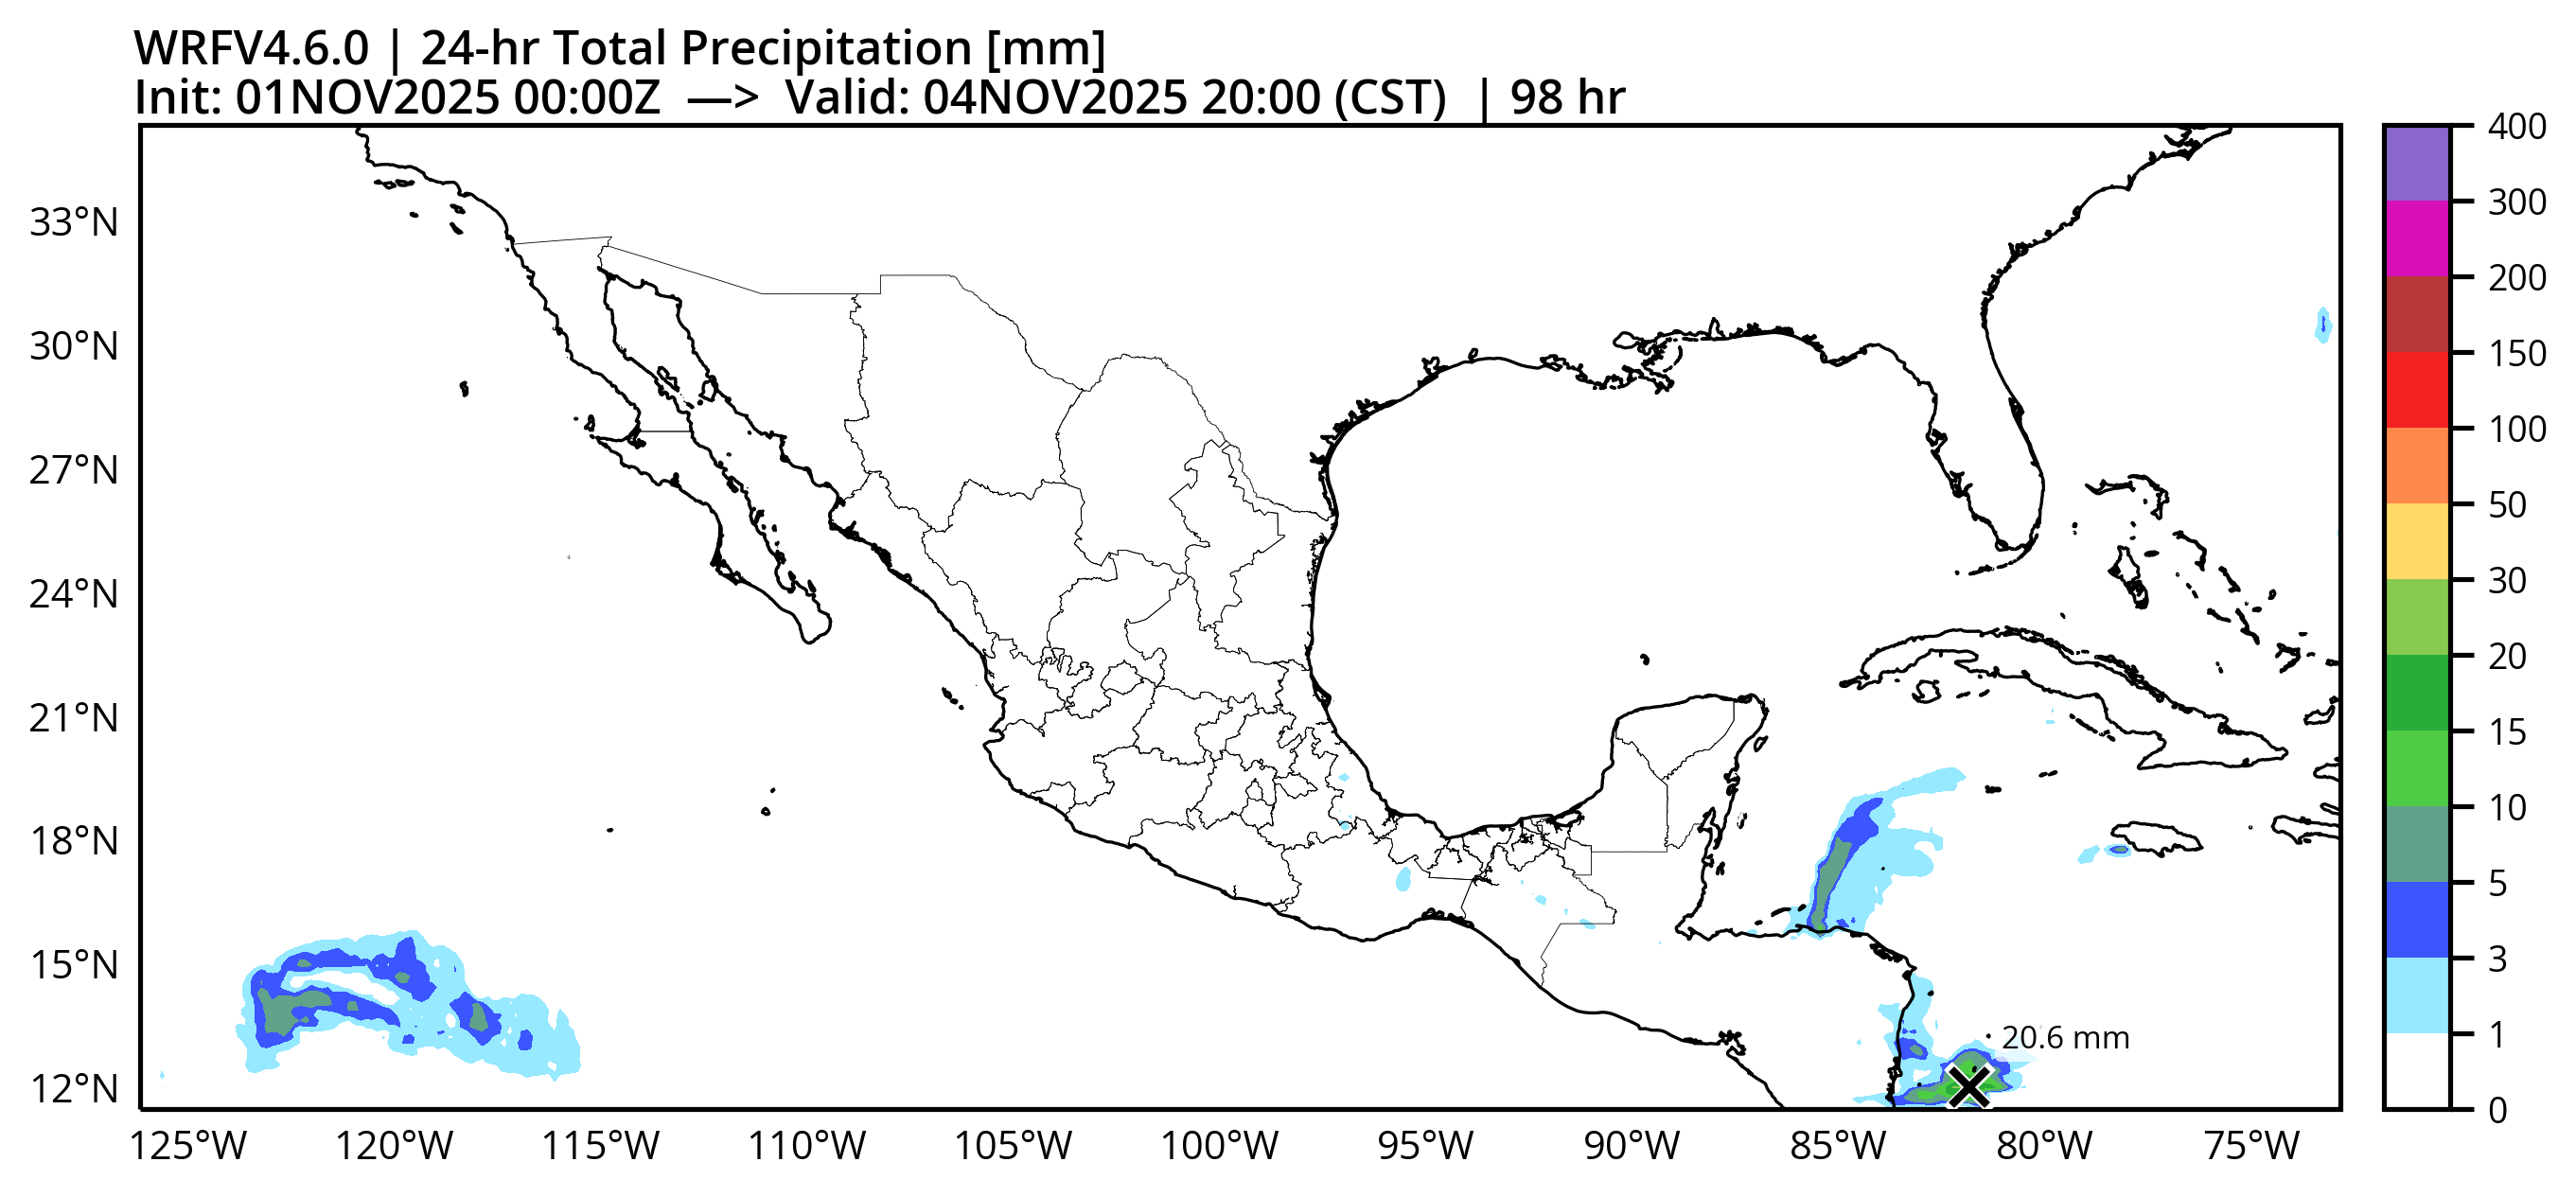 WRFV4.6.0 | 24-hr Total Precipitation [mm]
Init: 01NOV2025 00:00Z —> Valid: 04NOV2025 20:00 (CST) | 98 hr
33°N
30°N
27°N
24°N
21°N
18°N
15°N
12°N
125°W
120°W
115°W
110°W
105°W
100°W
95°W
90°W
85°W
80°W
75°W
20.6 mm
400
300
200
150
100
50
30
20
15
10
5
3
1
0